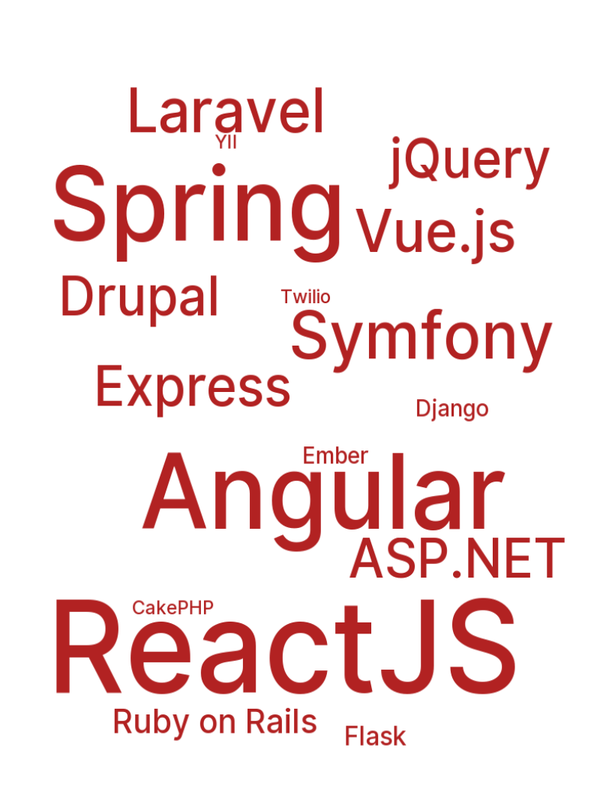 Laravel
YII
jQuery
Spring
Vue.js
Drupal
Twilio
Symfony
Express
Django
Ember
Angular
ASP.NET
CakePHP
ReactJS
Ruby on Rails
Flask